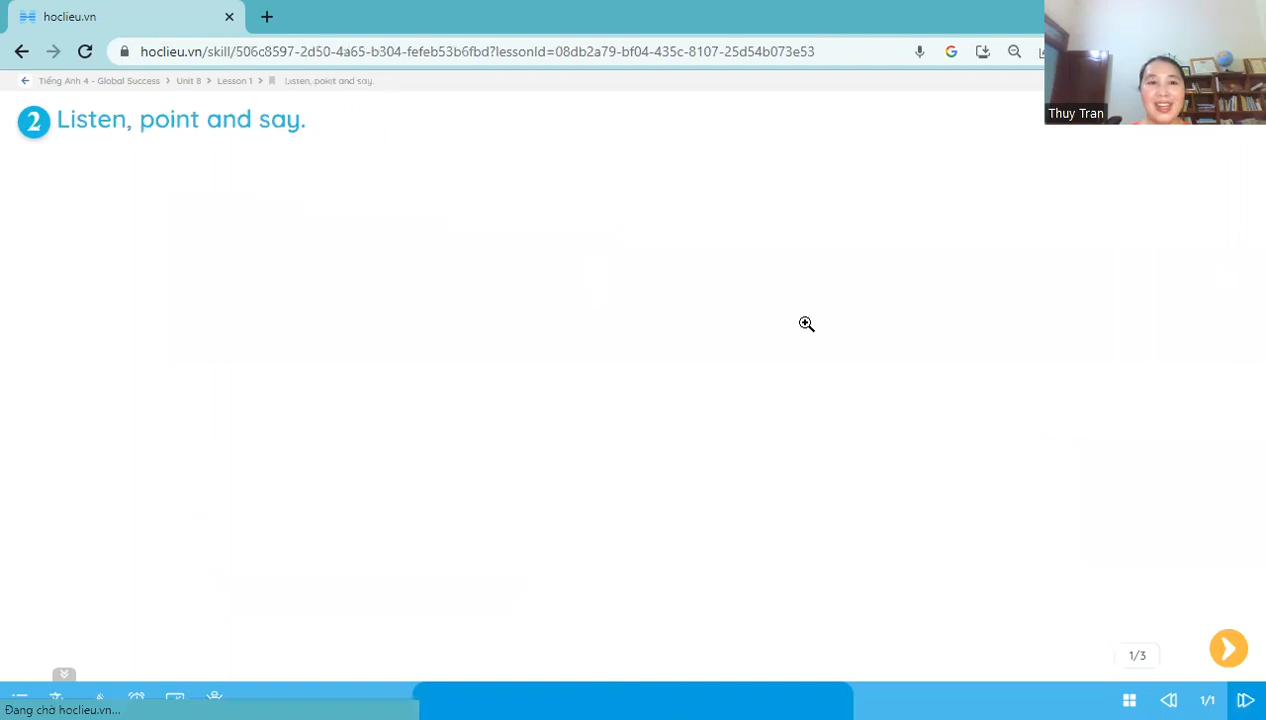 hoclieu.vn
hoclieu.vn/skill/506c8597-2d50-4a65-b304-fefeb53b6fbd?lessonId=08db2a79-bf04-435c-8107-25d54b073e53
Tiếng Anh 4 - Global Success > Unit 8 > Lesson 1 > Listen, point and say.
Thuy Tran
2 Listen, point and say.
1/3
1/1
Đang chờ hoclieu.vn...